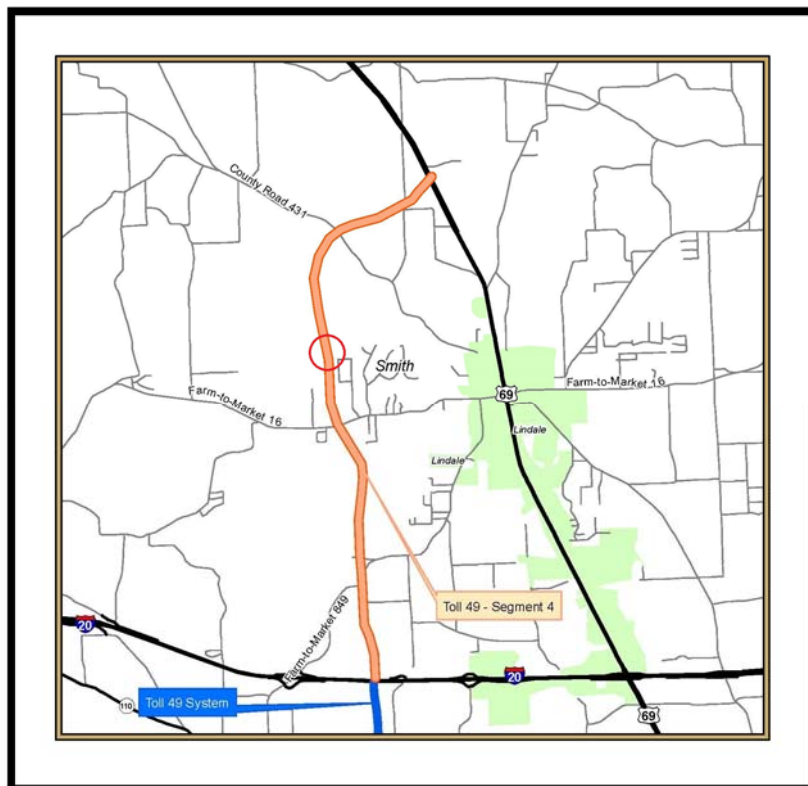 County Road 431
Smith
Farm-to-Market 16
69
Farm-to-Market 16
Lindale
Lindale
Toll 49 - Segment 4
20
Farm-to-Market 849
20
110
Toll 49 System
69